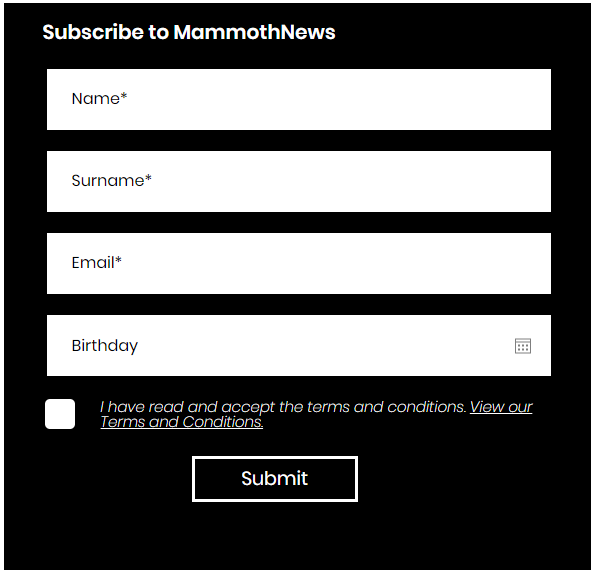 Subscribe to MammothNews
Name*
Surname*
Email*
Birthday
I have read and accept the terms and conditions. View our
Terms and Conditions.
Submit